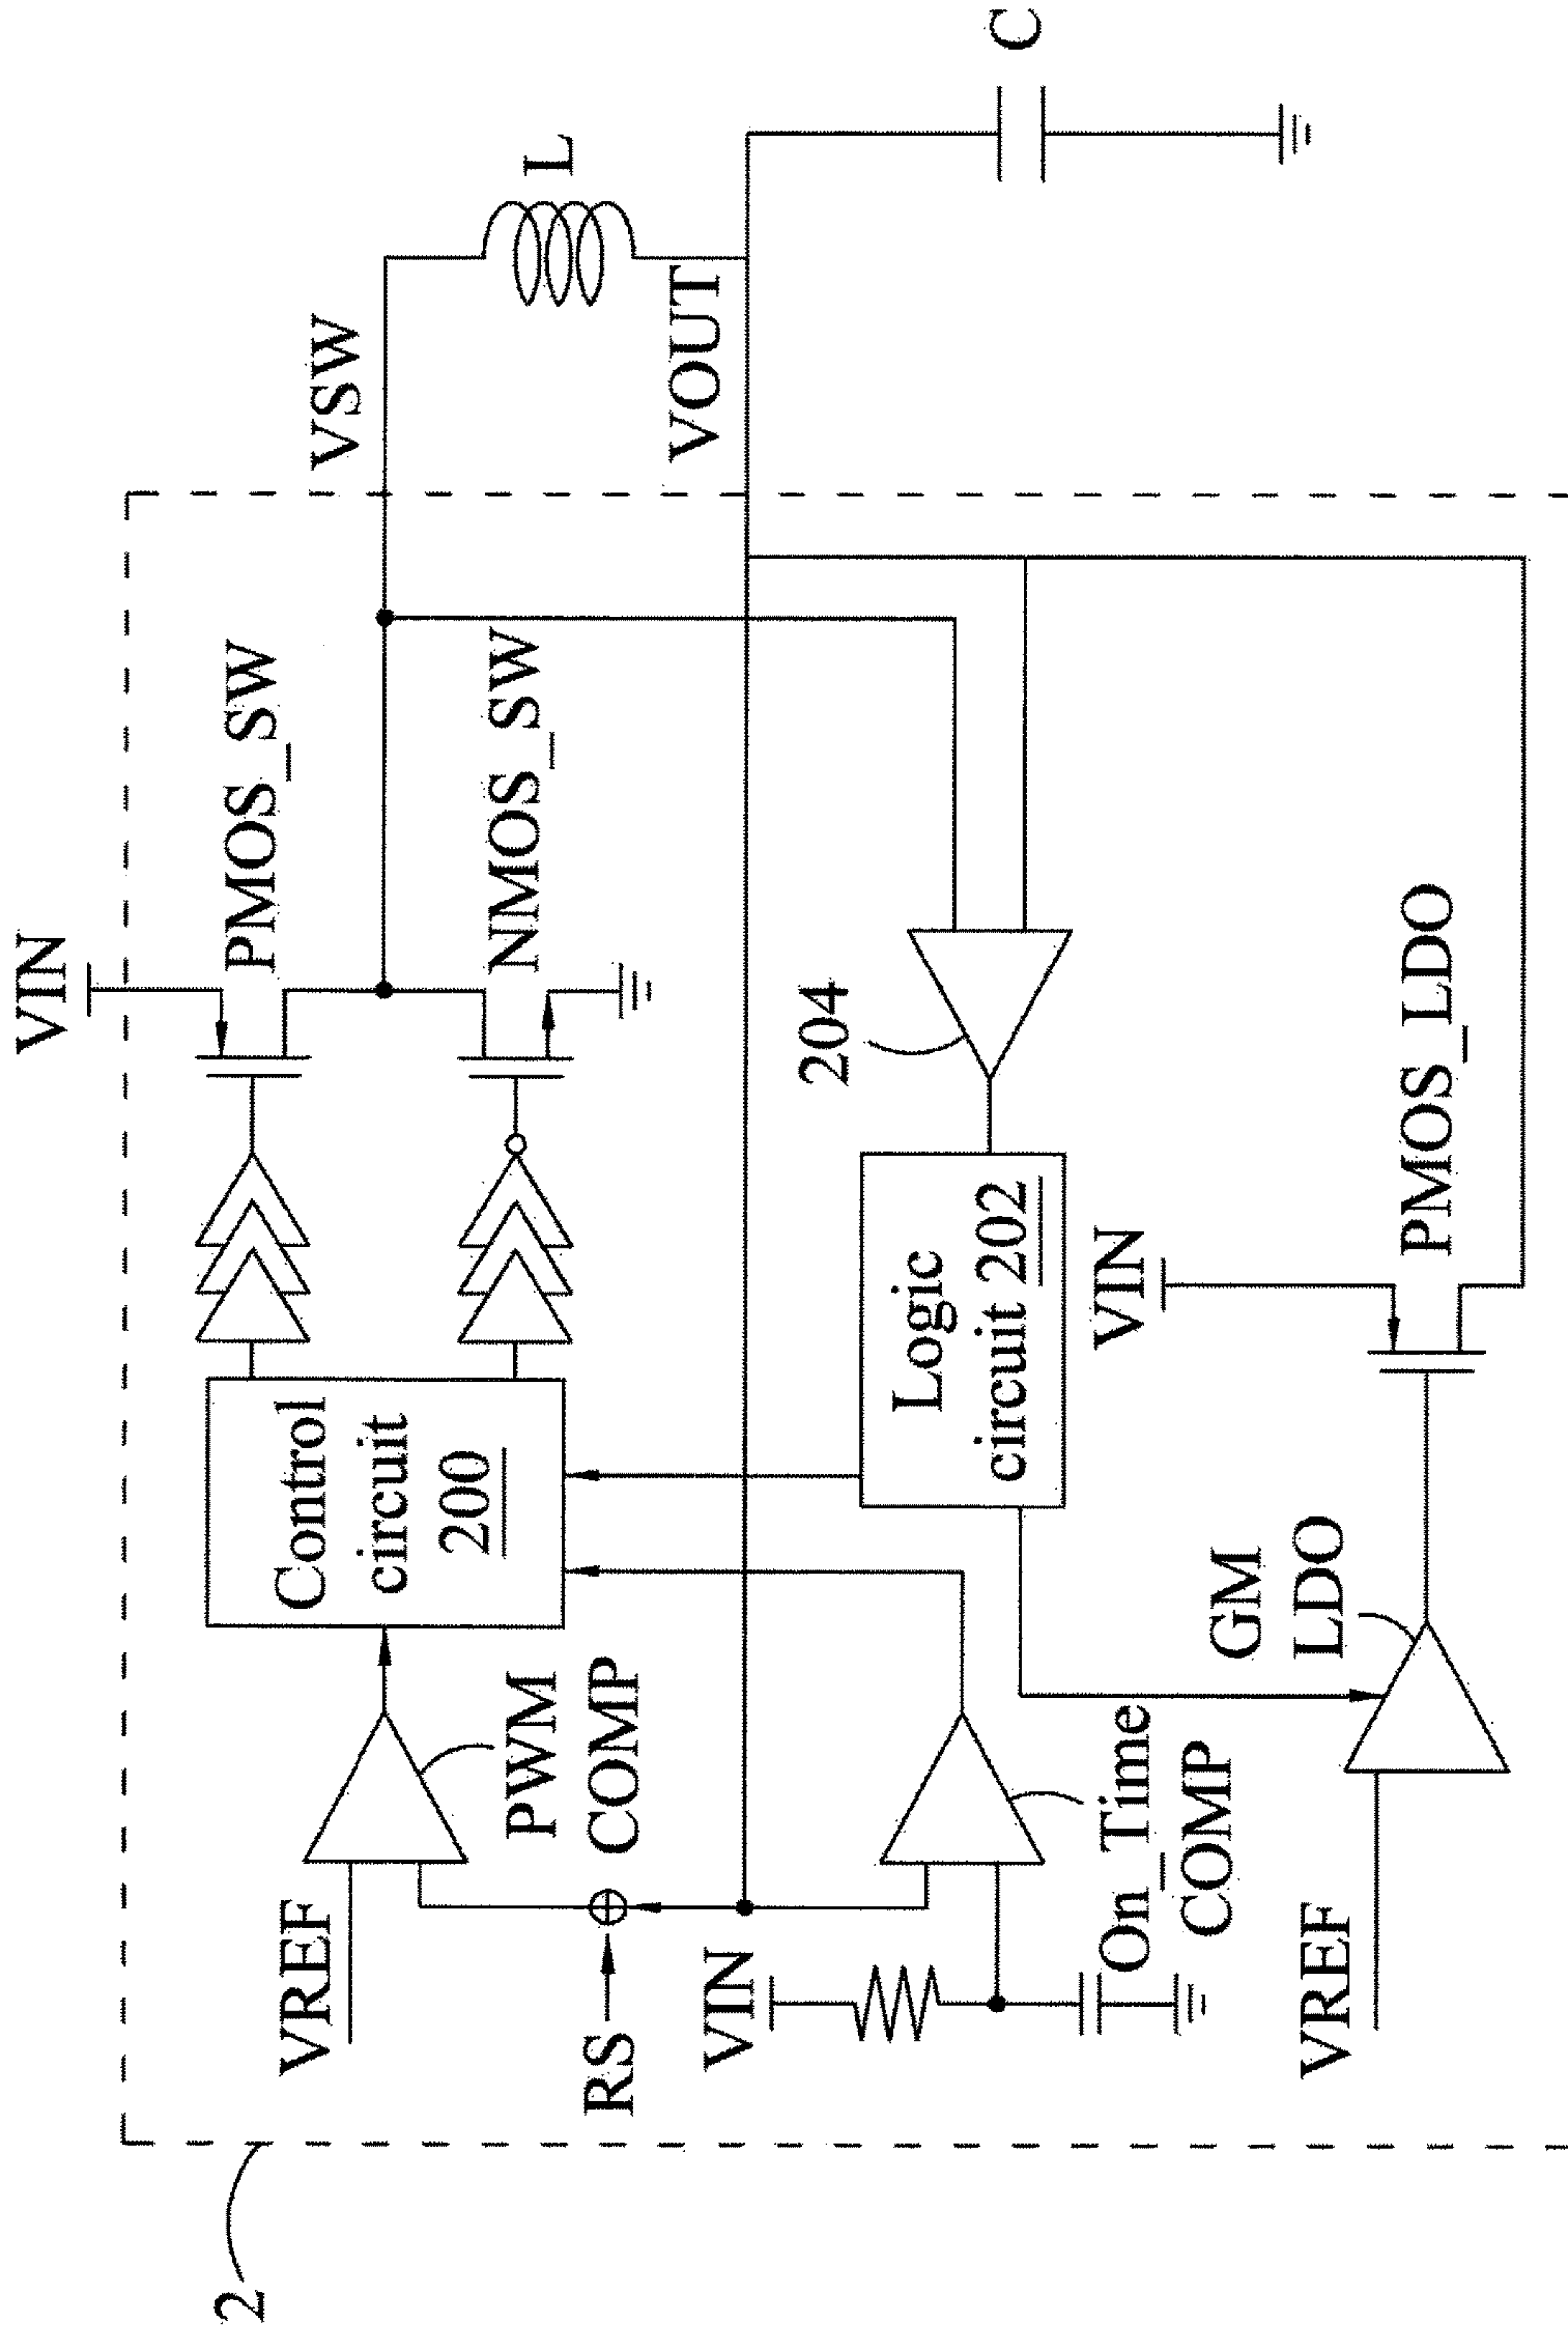 2
VIN
PMOS_SW
NMOS_SW
VSW
L
VOUT
C
Control
circuit
200
VREF
PWM
COMP
RS
VIN
On_Time
COMP
204
Logic
circuit 202
VIN
PMOS_LDO
GM
LDO
VREF